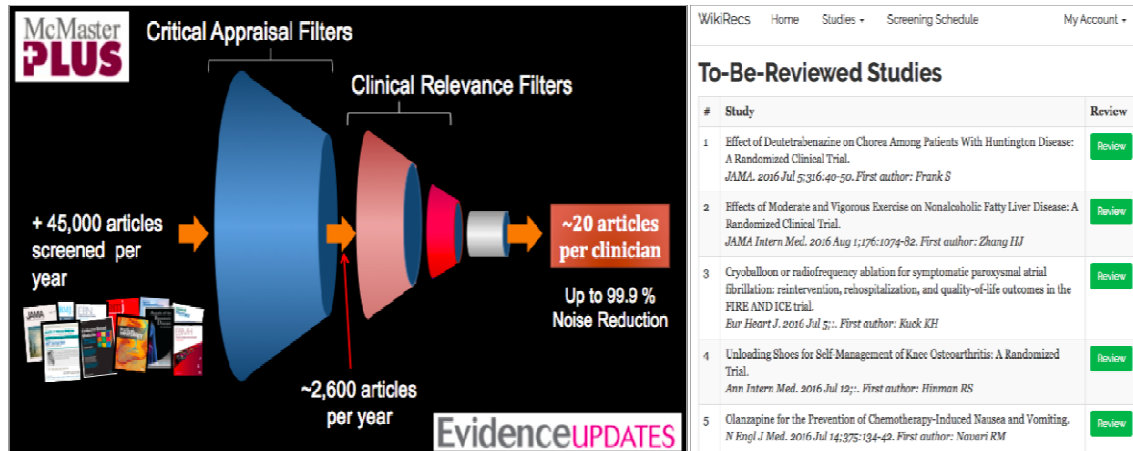 McMaster
PLUS
Critical Appraisal Filters
Clinical Relevance Filters
+ 45,000 articles
screened per
year
~20 articles
per clinician
Up to 99.9 %
Noise Reduction
JAMA
~2,600 articles
per year
EvidenceUPDATES
WikiRecs Home Studies Screening Schedule My Account
To-Be-Reviewed Studies
# Study Review
1 Effect of Deutetrabenazine on Chorea Among Patients With Huntington Disease: Review
A Randomized Clinical Trial.
JAMA. 2016 Jul 5;316:40-50. First author: Frank S
2 Effects of Moderate and Vigorous Exercise on Nonalcoholic Fatty Liver Disease: A Review
Randomized Clinical Trial.
JAMA Intern Med. 2016 Aug 1;176:1074-82. First author: Zhang HJ
3 Cryoballoon or radiofrequency ablation for symptomatic paroxysmal atrial Review
fibrillation: reintervention, rehospitalization, and quality-of-life outcomes in the
FIRE AND ICE trial.
Eur Heart J. 2016 Jul 5;:. First author: Kuck KH
4 Unloading Shoes for Self-Management of Knee Osteoarthritis: A Randomized Review
Trial.
Ann Intern Med. 2016 Jul 12;:. First author: Hinman RS
5 Olanzapine for the Prevention of Chemotherapy-Induced Nausea and Vomiting. Review
N Engl J Med. 2016 Jul 14;375:134-42. First author: Navari RM